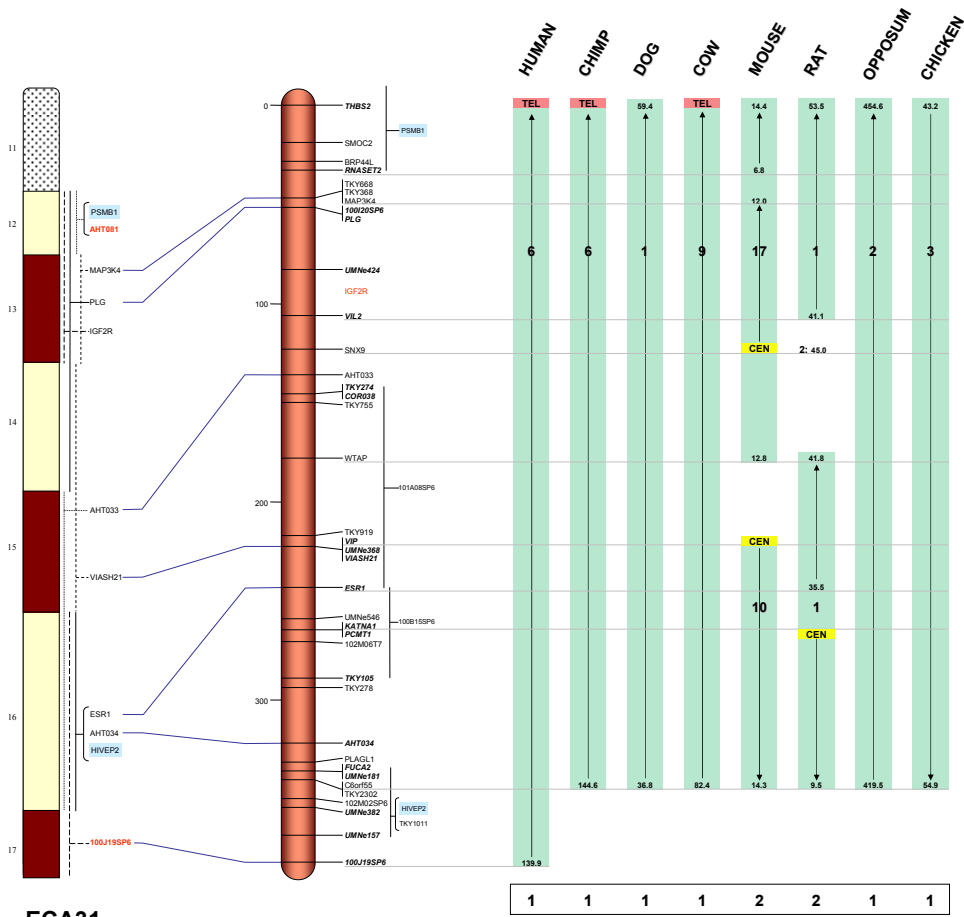 HUMAN CHIMP DOG COW MOUSE RAT OPPOSUM CHICKEN
0 THBS2 TEL TEL 59.4 TEL 14.4 53.5 454.6 43.2
PSMB1
SMOC2
11
BRP44L
RNASET2 6.8
TKY668
TKY368
MAP3K4 12.0
100I20SP6
PSMB1
PLG
12
AHT081
6 6 1 9 17 1 2 3
MAP3K4 UMNe424
IGF2R
PLG
100
13
VIL2 41.1
IGF2R
SNX9 CEN 2: 45.0
AHT033
TKY274
COR038
TKY755
14
WTAP 12.8 41.8
101A08SP6
200
AHT033
TKY919
VIP CEN
15
UMNe368
VIASH21
VIASH21
ESR1 35.5
10 1
UMNe546
100B15SP6
KATNA1
PCMT1 CEN
102M06T7
TKY105
TKY278
300
ESR1
16
AHT034
AHT034
HIVEP2
PLAGL1
FUCA2
UMNe181
C6orf55 144.6 36.8 82.4 14.3 9.5 419.5 54.9
TKY2302
102M02SP6
HIVEP2
UMNe382
TKY1011
UMNe157
100J19SP6
17
100J19SP6 139.9
1 1 1 1 2 2 1 1